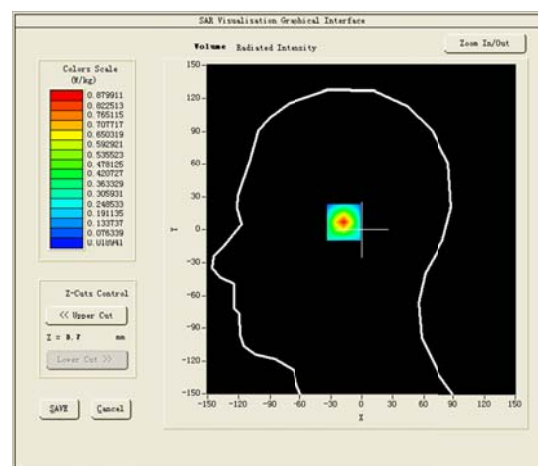 SAR Visualisation Graphical Interface
Volume Radiated Intensity
Zoom In/Out
Colors Scale
(W/kg)
0.879911
0.822513
0.765115
0.707717
0.650319
0.592921
0.535523
0.478125
0.420727
0.363329
0.305931
0.248533
0.191135
0.133737
0.076339
0.018941
150
120
90
60
30
Y
0
-30
-60
-90
-120
-150
-150 -120 -90 -60 -30 0 30 60 90 120 150
X
Z-Cuts Control
<< Upper Cut
Z = mm
Lower Cut >>
SAVE
Cancel